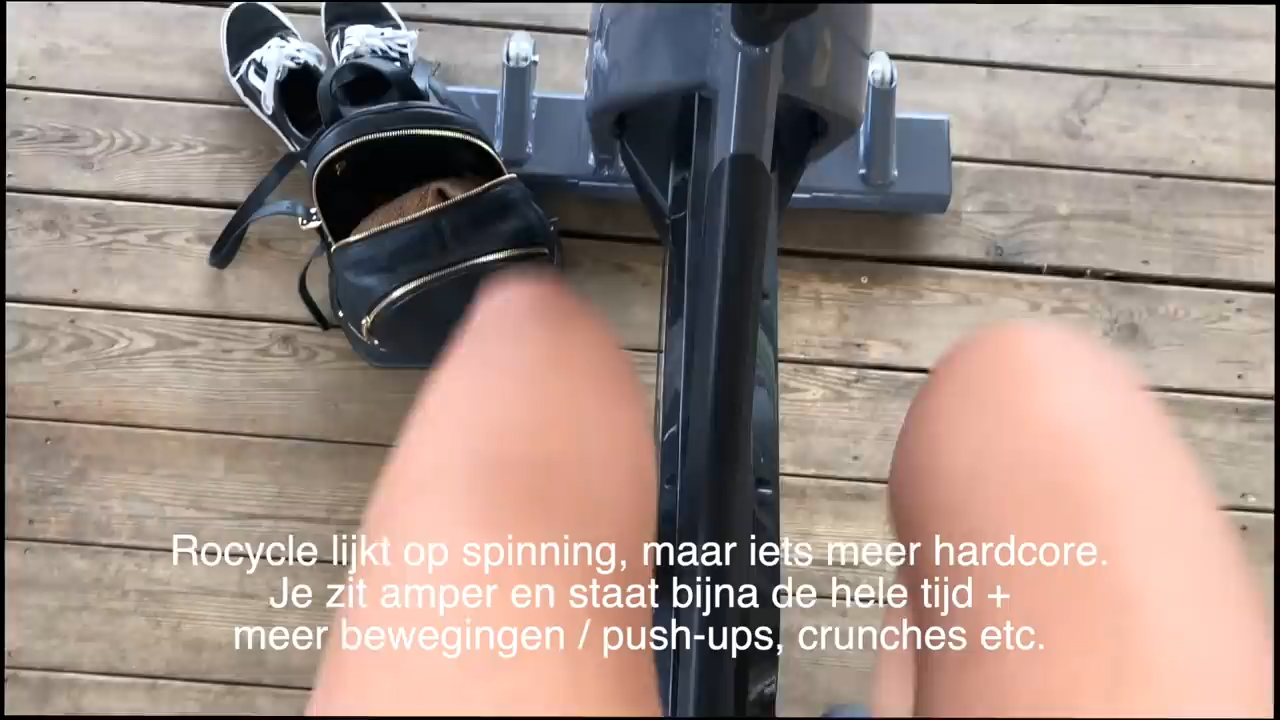 Rocycle lijkt op spinning, maar iets meer hardcore.
Je zit amper en staat bijna de hele tijd +
meer bewegingen / push-ups, crunches etc.